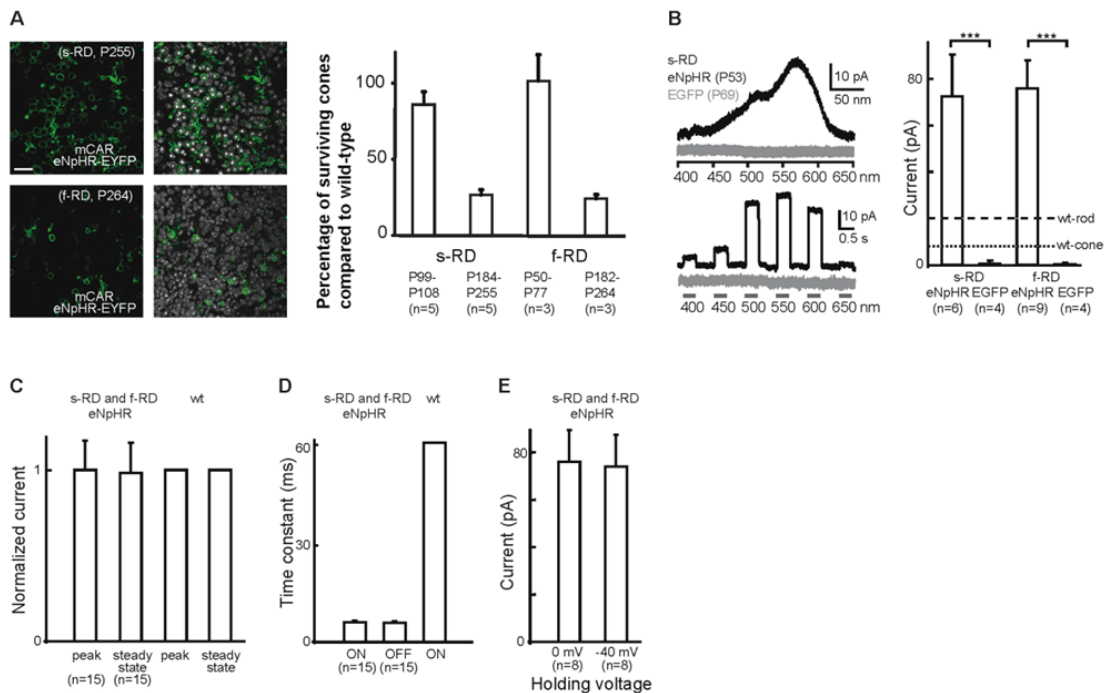 A
(s-RD, P255)
mCAR
eNpHR-EYFP
(f-RD, P264)
mCAR
eNpHR-EYFP
Percentage of surviving cones
compared to wild-type
100
50
0
s-RD f-RD
P99- P184- P50- P182-
P108 P255 P77 P264
(n=5) (n=5) (n=3) (n=3)
B
s-RD
eNpHR (P53)
EGFP (P69)
10 pA
50 nm
400 450 500 550 600 650 nm
10 pA
0.5 s
400 450 500 550 600 650 nm
*** ***
Current (pA)
80
0
wt-rod
wt-cone
s-RD f-RD
eNpHR EGFP eNpHR EGFP
(n=6) (n=4) (n=9) (n=4)
C
s-RD and f-RD wt
eNpHR
Normalized current
1
0
peak steady peak steady
state state
(n=15) (n=15)
D
s-RD and f-RD wt
eNpHR
Time constant (ms)
60
30
0
ON OFF ON
(n=15) (n=15)
E
s-RD and f-RD
eNpHR
Current (pA)
80
0
0 mV -40 mV
(n=8) (n=8)
Holding voltage